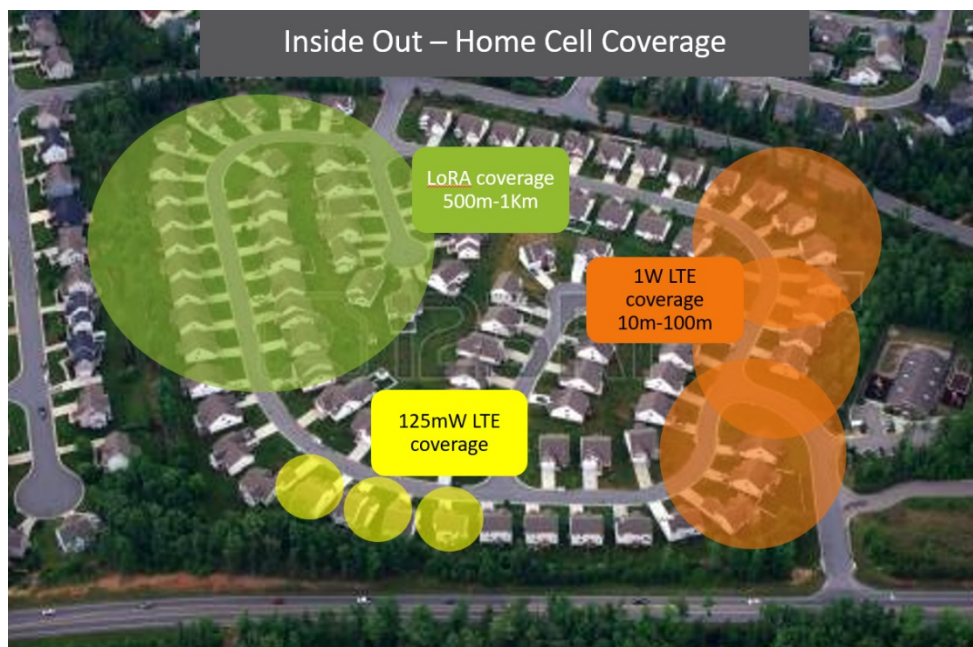 Inside Out – Home Cell Coverage
LoRA coverage
500m-1Km
1W LTE
coverage
10m-100m
125mW LTE
coverage